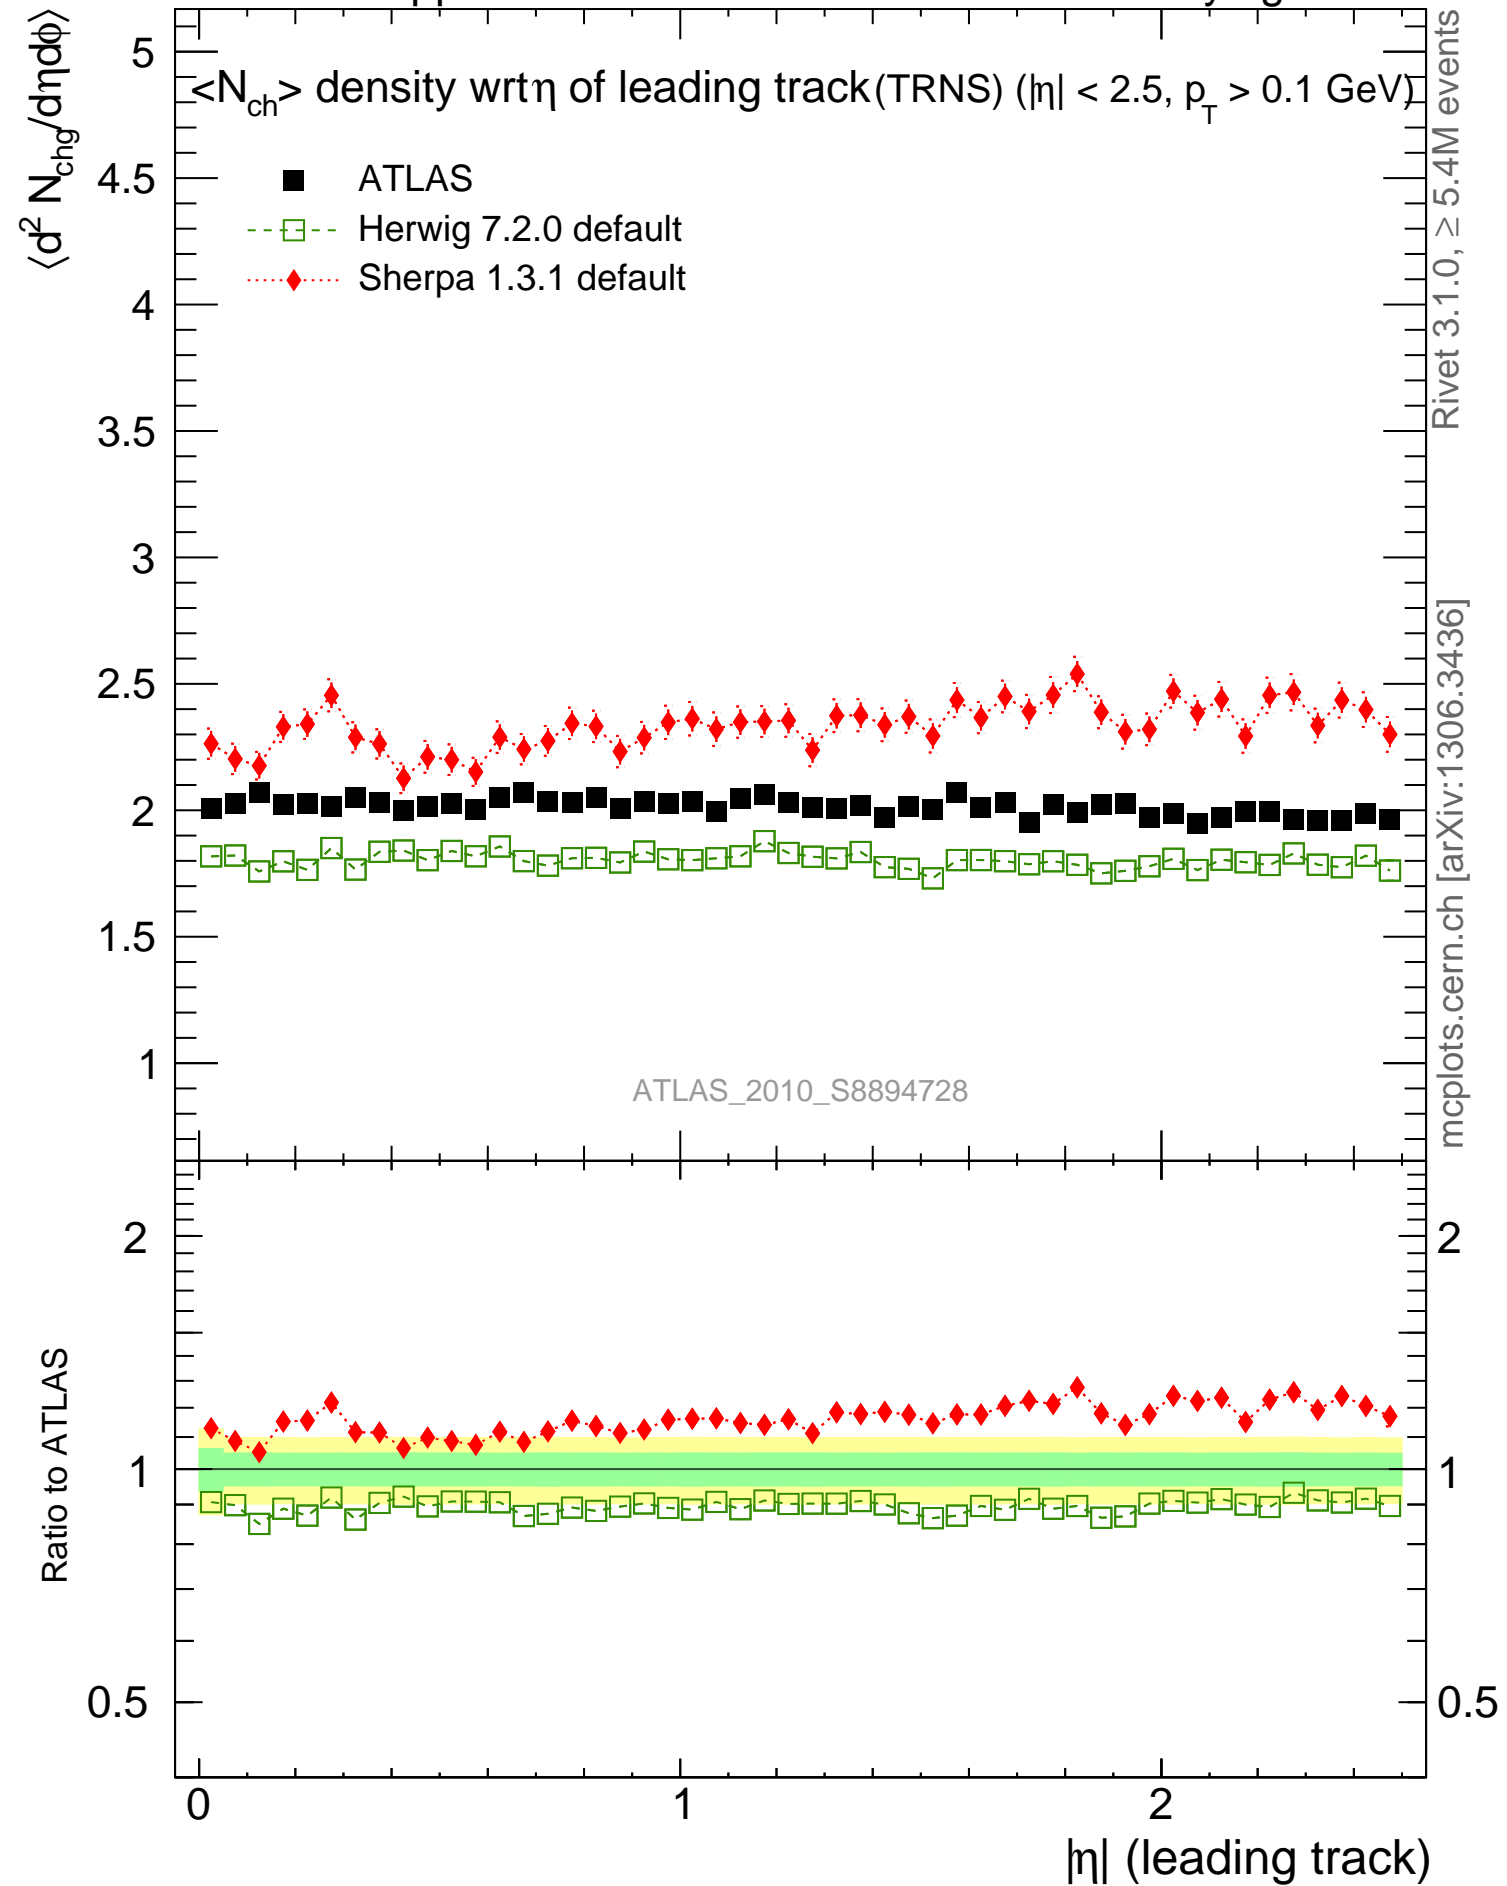 ⟨d² N_chg/dηdϕ⟩
<N_ch> density wrt η of leading track (TRNS) (|η| < 2.5, p_T > 0.1 GeV)
ATLAS
Herwig 7.2.0 default
Sherpa 1.3.1 default
5
4.5
4
3.5
3
2.5
2
1.5
1
ATLAS_2010_S8894728
Rivet 3.1.0, ≥ 5.4M events
mcplots.cern.ch [arXiv:1306.3436]
Ratio to ATLAS
2
1
0.5
2
1
0.5
0
1
2
|η| (leading track)